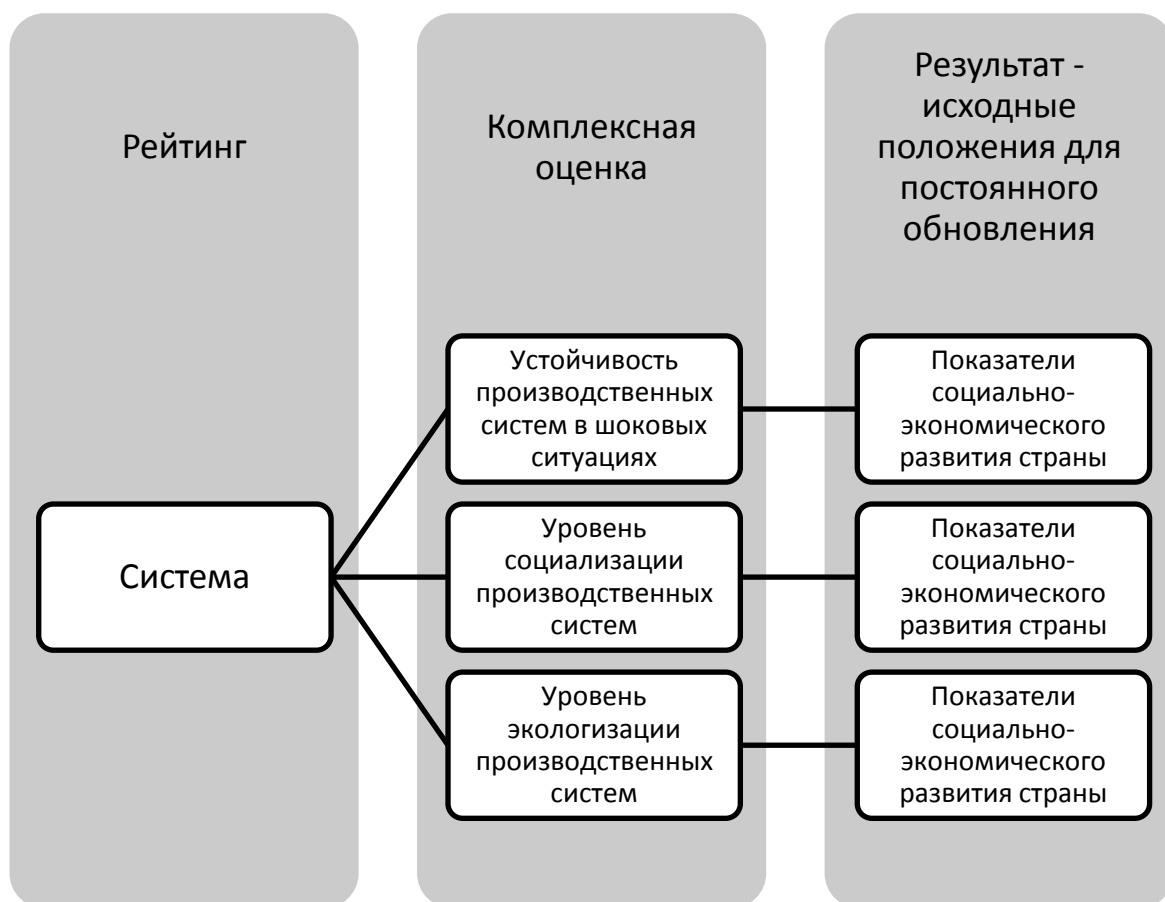 Рейтинг
Комплексная
оценка
Результат -
исходные
положения для
постоянного
обновления
Система
Устойчивость
производственных
систем в шоковых
ситуациях
Показатели
социально-
экономического
развития страны
Уровень
социализации
производственных
систем
Показатели
социально-
экономического
развития страны
Уровень
экологизации
производственных
систем
Показатели
социально-
экономического
развития страны